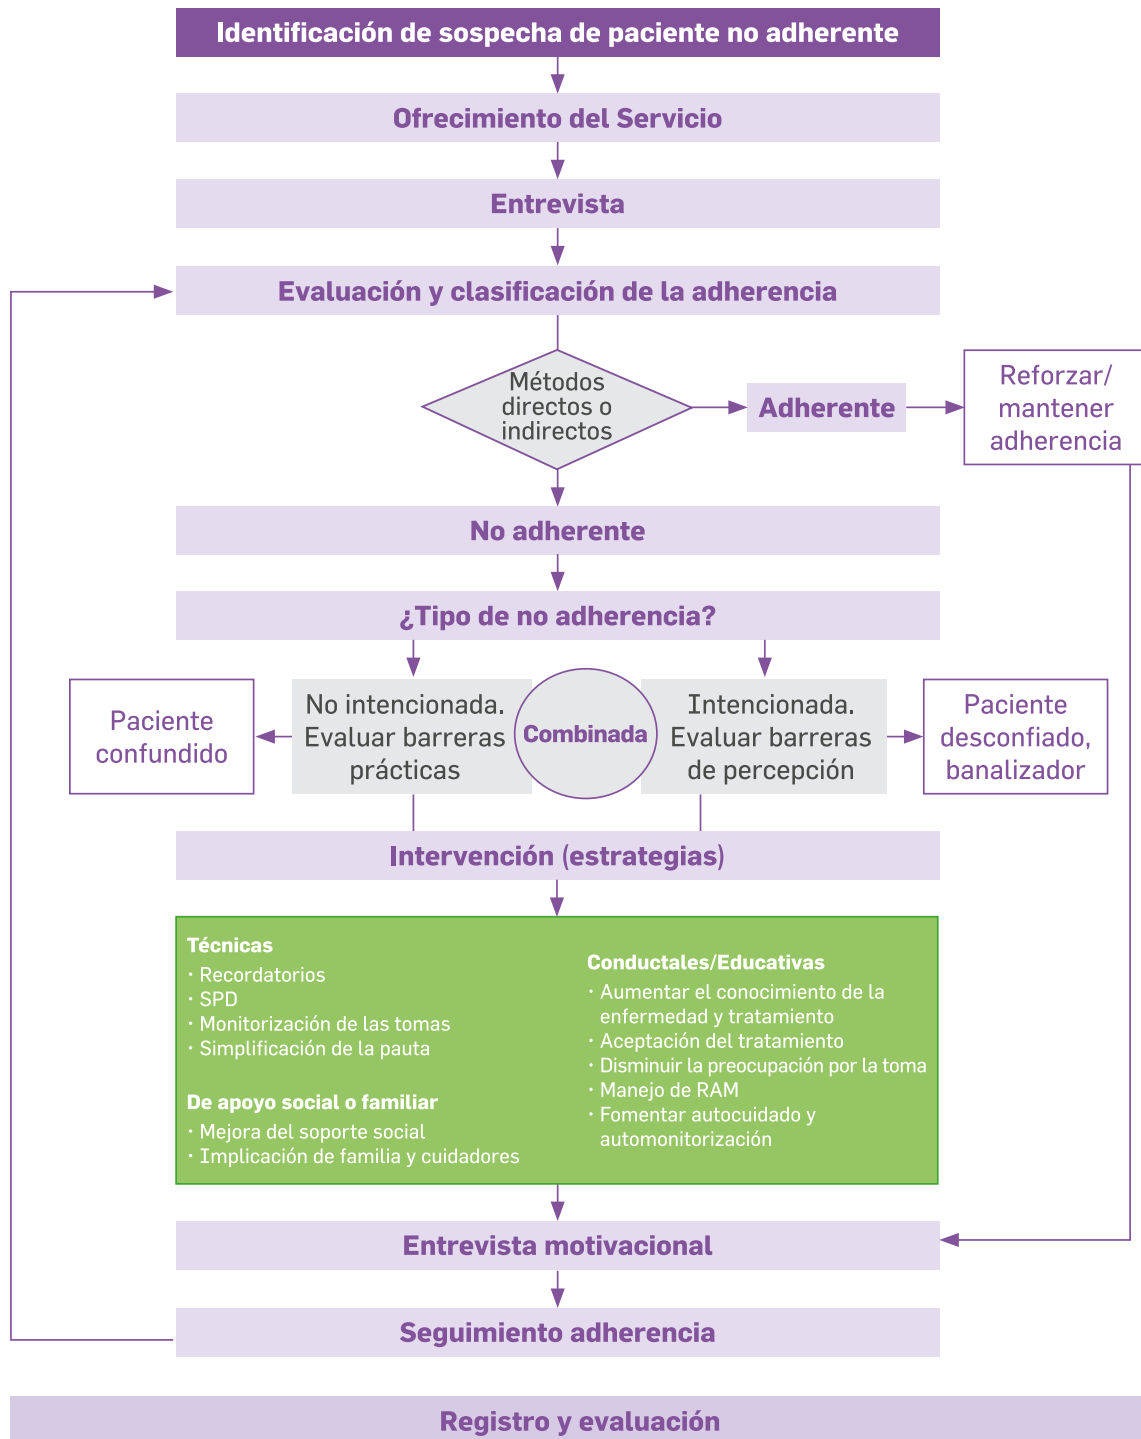 Identificación de sospecha de paciente no adherente
Ofrecimiento del Servicio
Entrevista
Evaluación y clasificación de la adherencia
Métodos
directos o
indirectos
Adherente
Reforzar/
mantener
adherencia
No adherente
¿Tipo de no adherencia?
Paciente
confundido
No intencionada.
Evaluar barreras
prácticas
Combinada
Intencionada.
Evaluar barreras
de percepción
Paciente
desconfiado,
banalizador
Intervención (estrategias)
Técnicas
· Recordatorios
· SPD
· Monitorización de las tomas
· Simplificación de la pauta
De apoyo social o familiar
· Mejora del soporte social
· Implicación de familia y cuidadores
Conductales/Educativas
· Aumentar el conocimiento de la
enfermedad y tratamiento
· Aceptación del tratamiento
· Disminuir la preocupación por la toma
· Manejo de RAM
· Fomentar autocuidado y
automonitorización
Entrevista motivacional
Seguimiento adherencia
Registro y evaluación